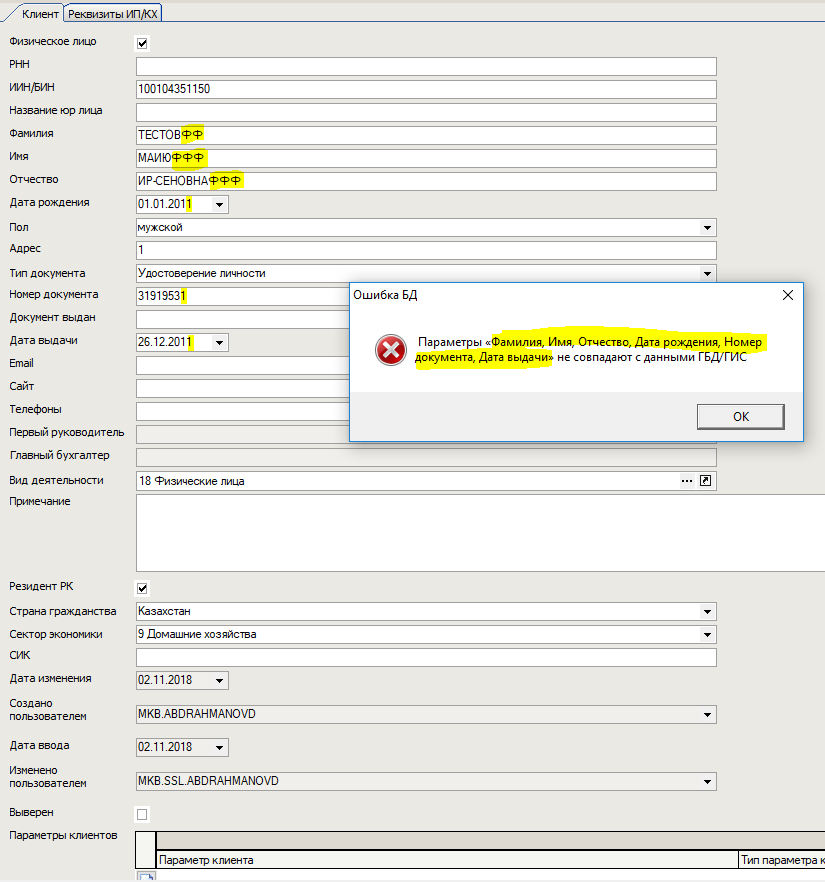 Клиент Реквизиты ИП/КХ
Физическое лицо
РНН
ИИН/БИН 100104351150
Название юр лица
Фамилия ТЕСТОВФФ
Имя МАИЮФФФ
Отчество ИР-СЕНОВНАФФФ
Дата рождения 01.01.2011
Пол мужской
Адрес 1
Тип документа Удостоверение личности
Номер документа 31919531
Ошибка БД
Документ выдан
Дата выдачи 26.12.2011
Параметры «Фамилия, Имя, Отчество, Дата рождения, Номер
документа, Дата выдачи» не совпадают с данными ГБД/ГИС
Email
Сайт
Телефоны
OK
Первый руководитель
Главный бухгалтер
Вид деятельности 18 Физические лица ...
Примечание
Резидент РК
Страна гражданства Казахстан
Сектор экономики 9 Домашние хозяйства
СИК
Дата изменения 02.11.2018
Создано
пользователем MKB.ABDRAHMANOVD
Дата ввода 02.11.2018
Изменено
пользователем MKB.SSL.ABDRAHMANOVD
Выверен
Параметры клиентов
Параметр клиента Тип параметра к